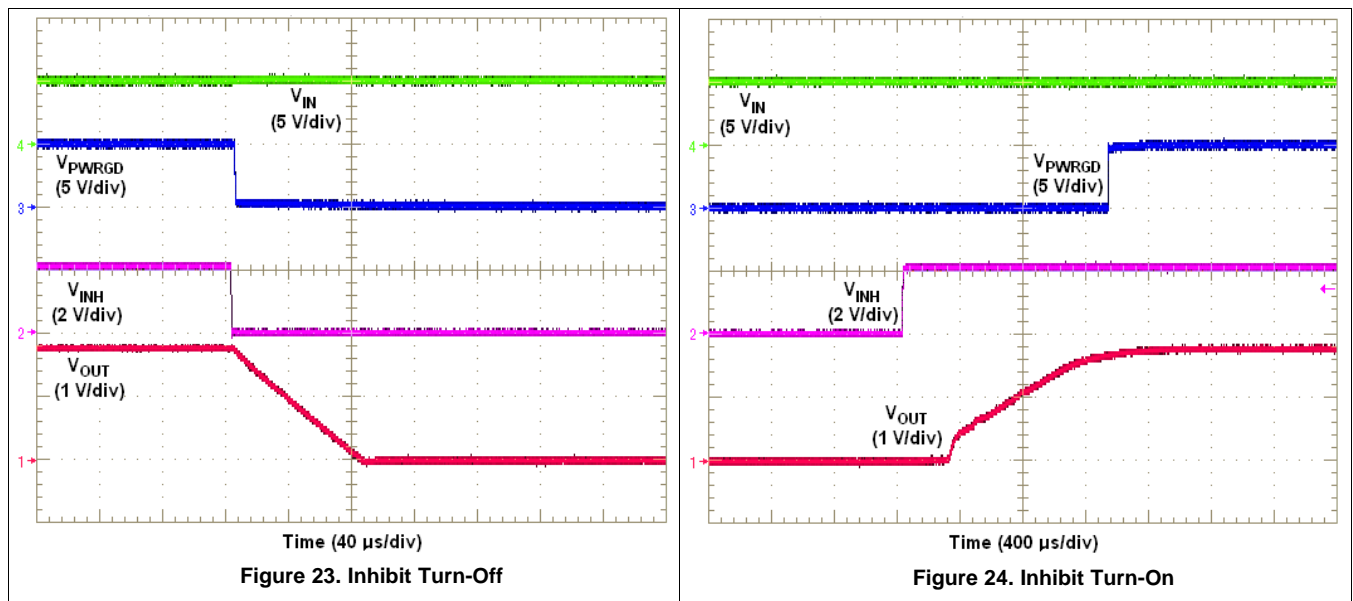 V_IN
(5 V/div)
4
V_PWRGD
(5 V/div)
3
V_INH
(2 V/div)
2
V_OUT
(1 V/div)
1
Time (40 µs/div)
Figure 23. Inhibit Turn-Off
V_IN
(5 V/div)
4
V_PWRGD
(5 V/div)
3
V_INH
(2 V/div)
2
V_OUT
(1 V/div)
1
Time (400 µs/div)
Figure 24. Inhibit Turn-On